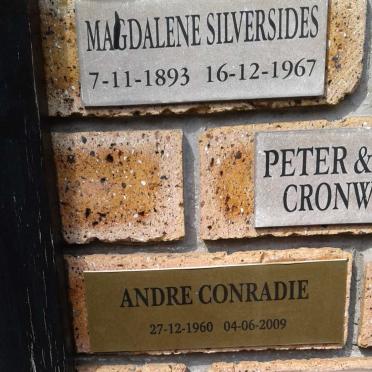 MAGDALENE SILVERSIDES
7-11-1893 16-12-1967
PETER &
CRONW
ANDRE CONRADIE
27-12-1960 04-06-2009